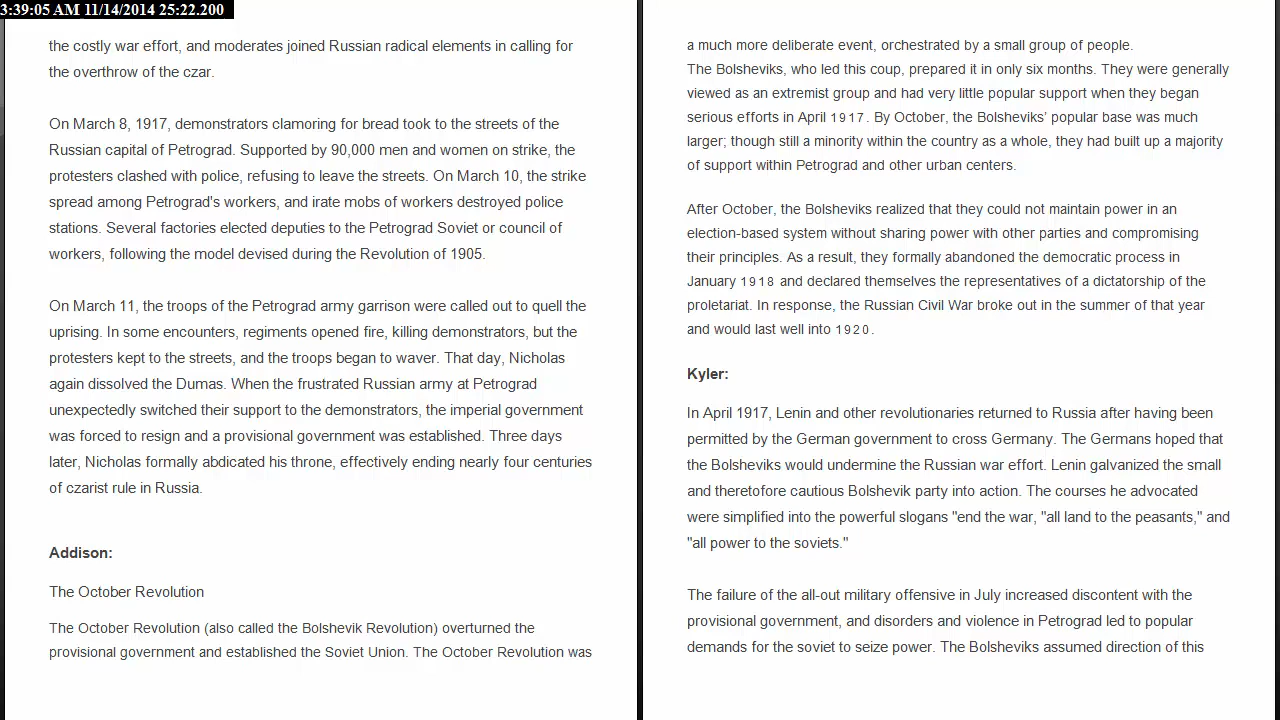 3:39:05 AM 11/14/2014 25:22.200
the costly war effort, and moderates joined Russian radical elements in calling for
the overthrow of the czar.
On March 8, 1917, demonstrators clamoring for bread took to the streets of the
Russian capital of Petrograd. Supported by 90,000 men and women on strike, the
protesters clashed with police, refusing to leave the streets. On March 10, the strike
spread among Petrograd's workers, and irate mobs of workers destroyed police
stations. Several factories elected deputies to the Petrograd Soviet or council of
workers, following the model devised during the Revolution of 1905.
On March 11, the troops of the Petrograd army garrison were called out to quell the
uprising. In some encounters, regiments opened fire, killing demonstrators, but the
protesters kept to the streets, and the troops began to waver. That day, Nicholas
again dissolved the Dumas. When the frustrated Russian army at Petrograd
unexpectedly switched their support to the demonstrators, the imperial government
was forced to resign and a provisional government was established. Three days
later, Nicholas formally abdicated his throne, effectively ending nearly four centuries
of czarist rule in Russia.
Addison:
The October Revolution
The October Revolution (also called the Bolshevik Revolution) overturned the
provisional government and established the Soviet Union. The October Revolution was
a much more deliberate event, orchestrated by a small group of people.
The Bolsheviks, who led this coup, prepared it in only six months. They were generally
viewed as an extremist group and had very little popular support when they began
serious efforts in April 1917. By October, the Bolsheviks’ popular base was much
larger; though still a minority within the country as a whole, they had built up a majority
of support within Petrograd and other urban centers.
After October, the Bolsheviks realized that they could not maintain power in an
election-based system without sharing power with other parties and compromising
their principles. As a result, they formally abandoned the democratic process in
January 1918 and declared themselves the representatives of a dictatorship of the
proletariat. In response, the Russian Civil War broke out in the summer of that year
and would last well into 1920.
Kyler:
In April 1917, Lenin and other revolutionaries returned to Russia after having been
permitted by the German government to cross Germany. The Germans hoped that
the Bolsheviks would undermine the Russian war effort. Lenin galvanized the small
and theretofore cautious Bolshevik party into action. The courses he advocated
were simplified into the powerful slogans "end the war, "all land to the peasants," and
"all power to the soviets."
The failure of the all-out military offensive in July increased discontent with the
provisional government, and disorders and violence in Petrograd led to popular
demands for the soviet to seize power. The Bolsheviks assumed direction of this